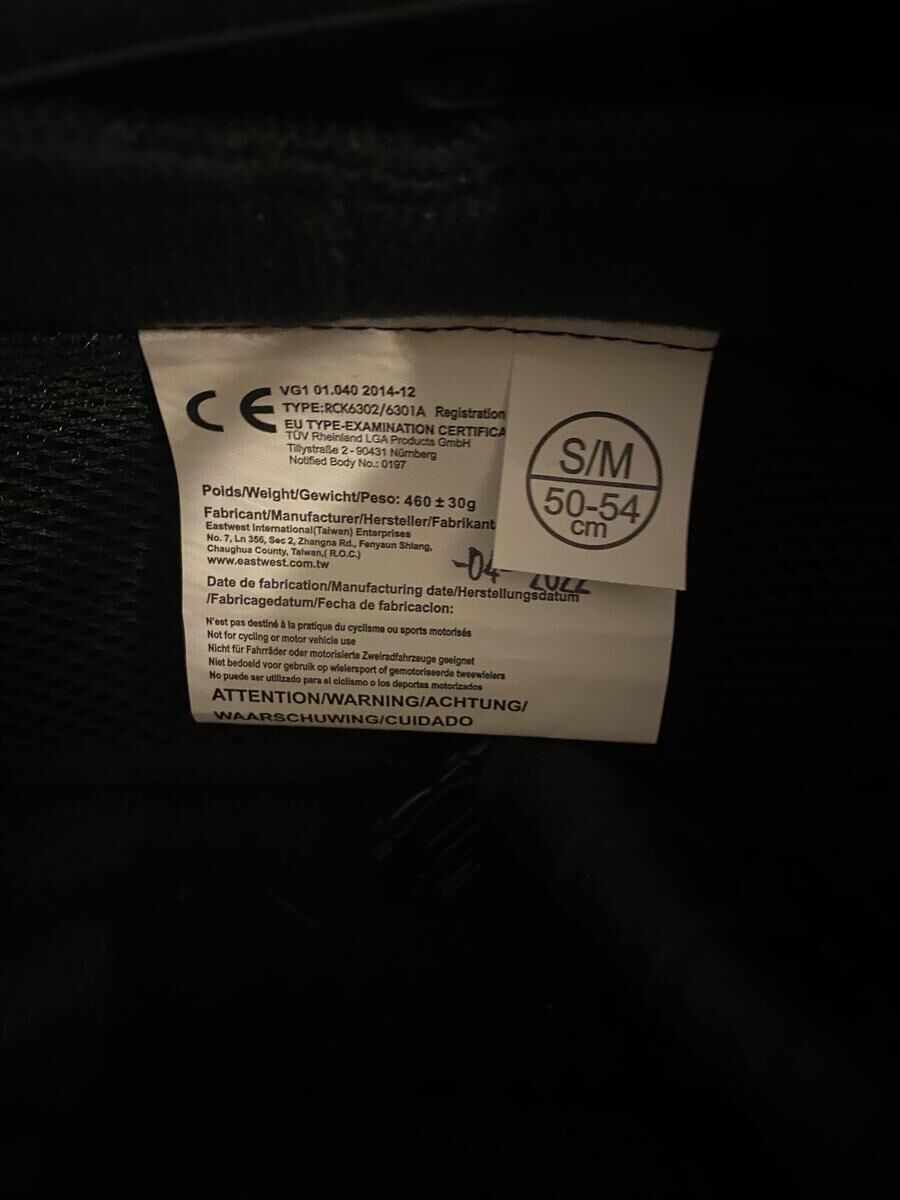 CE
VG1 01.040 2014-12
TYPE:RCK6302/6301A Registration
EU TYPE-EXAMINATION CERTIFICA
TÜV Rheinland LGA Products GmbH
Tillystraße 2 - 90431 Nürnberg
Notified Body No.: 0197
S/M
50-54
cm
Poids/Weight/Gewicht/Peso: 460 ± 30g
Fabricant/Manufacturer/Hersteller/Fabrikant
Eastwest International(Taiwan) Enterprises
No. 7, Ln 356, Sec 2, Zhangna Rd., Fenyaun Shiang,
Chaughua County, Taiwan,( R.O.C.)
www.eastwest.com.tw
-04- 2022
Date de fabrication/Manufacturing date/Herstellungsdatum
/Fabricagedatum/Fecha de fabricacion:
N'est pas destiné à la pratique du cyclisme ou sports motorisés
Not for cycling or motor vehicle use
Nicht für Fahrräder oder motorisierte Zweiradfahrzeuge geeignet
Niet bedoeld voor gebruik op wielersport of gemotoriseerde tweewielers
No puede ser utilizado para el ciclismo o los deportes motorizados
ATTENTION/WARNING/ACHTUNG/
WAARSCHUWING/CUIDADO